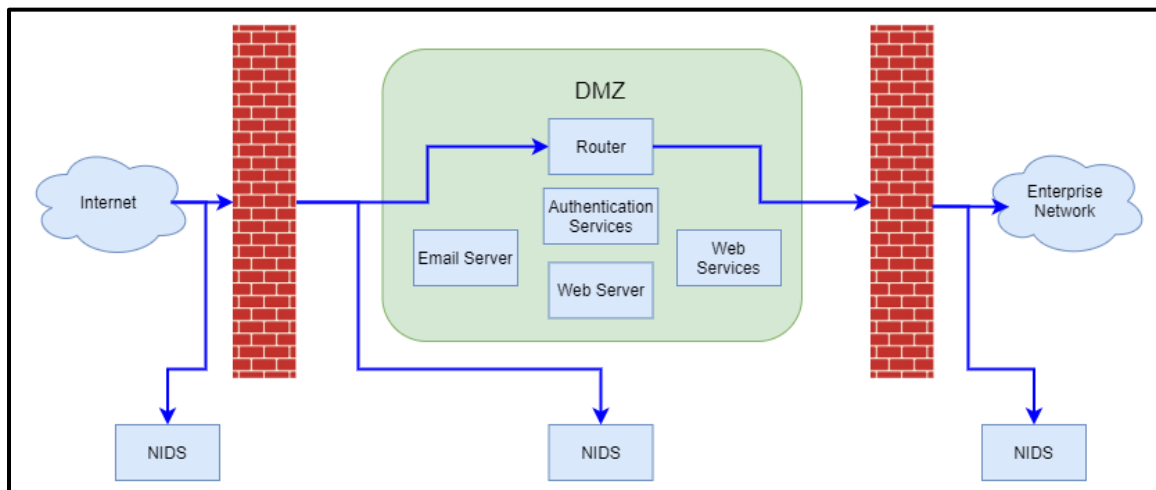 DMZ
Router
Internet
Authentication
Services
Enterprise
Network
Email Server
Web
Services
Web Server
NIDS
NIDS
NIDS